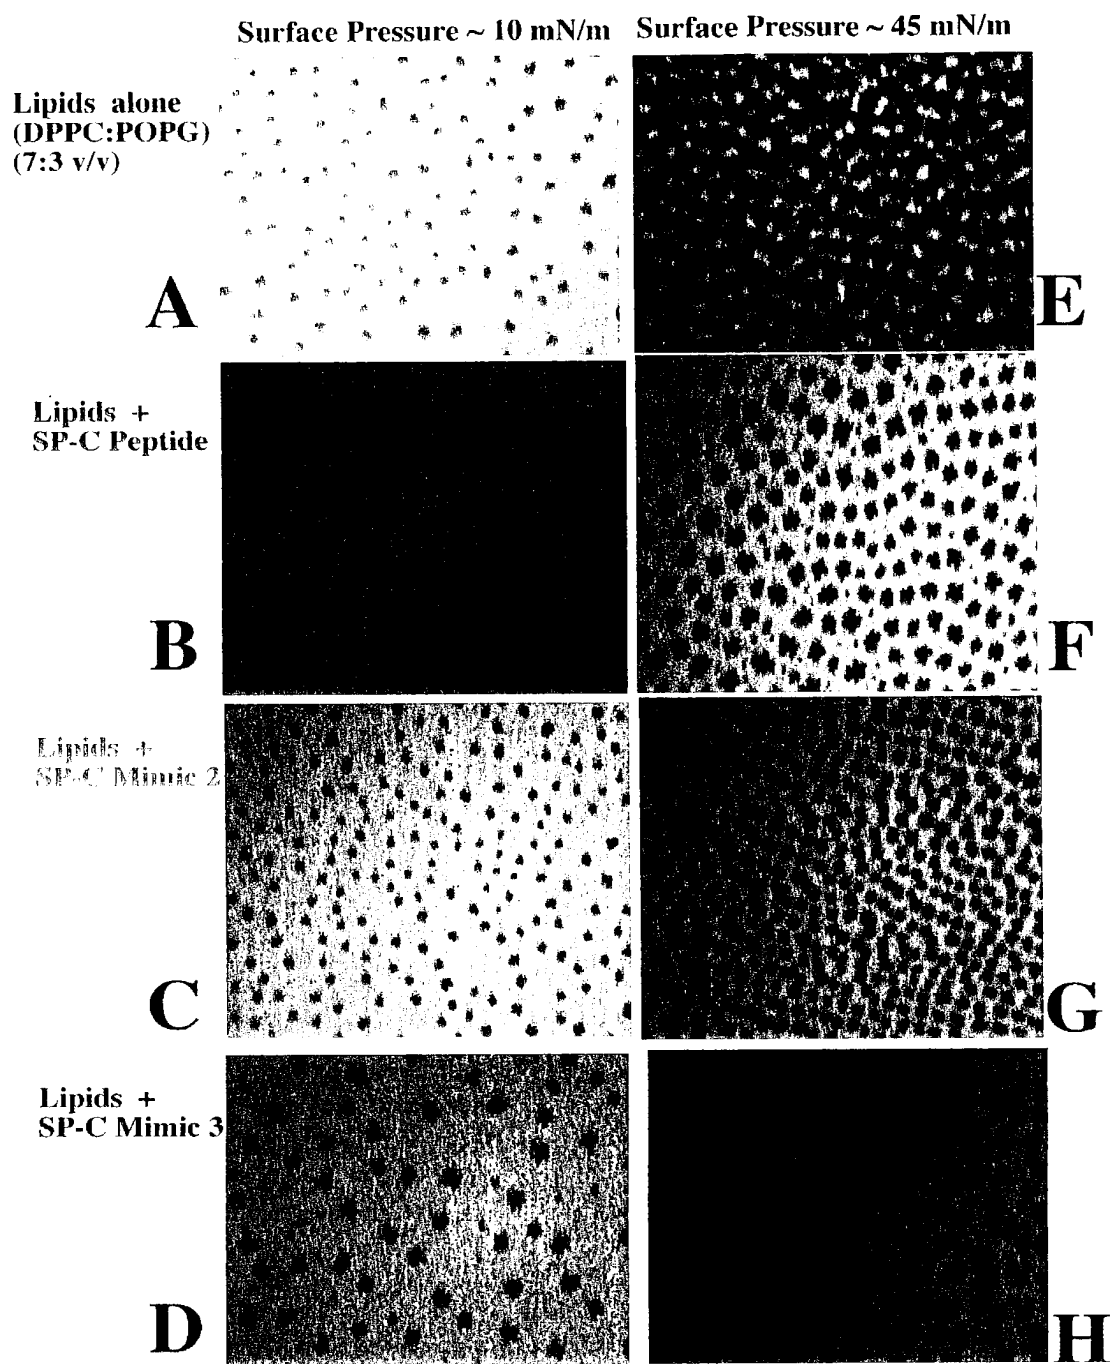 Surface Pressure ~ 10 mN/m Surface Pressure ~ 45 mN/m
Lipids alone
(DPPC:POPG)
(7:3 v/v)
A
E
Lipids +
SP-C Peptide
B
F
Lipids +
SP-C Mimic 2
C
G
Lipids +
SP-C Mimic 3
D
H